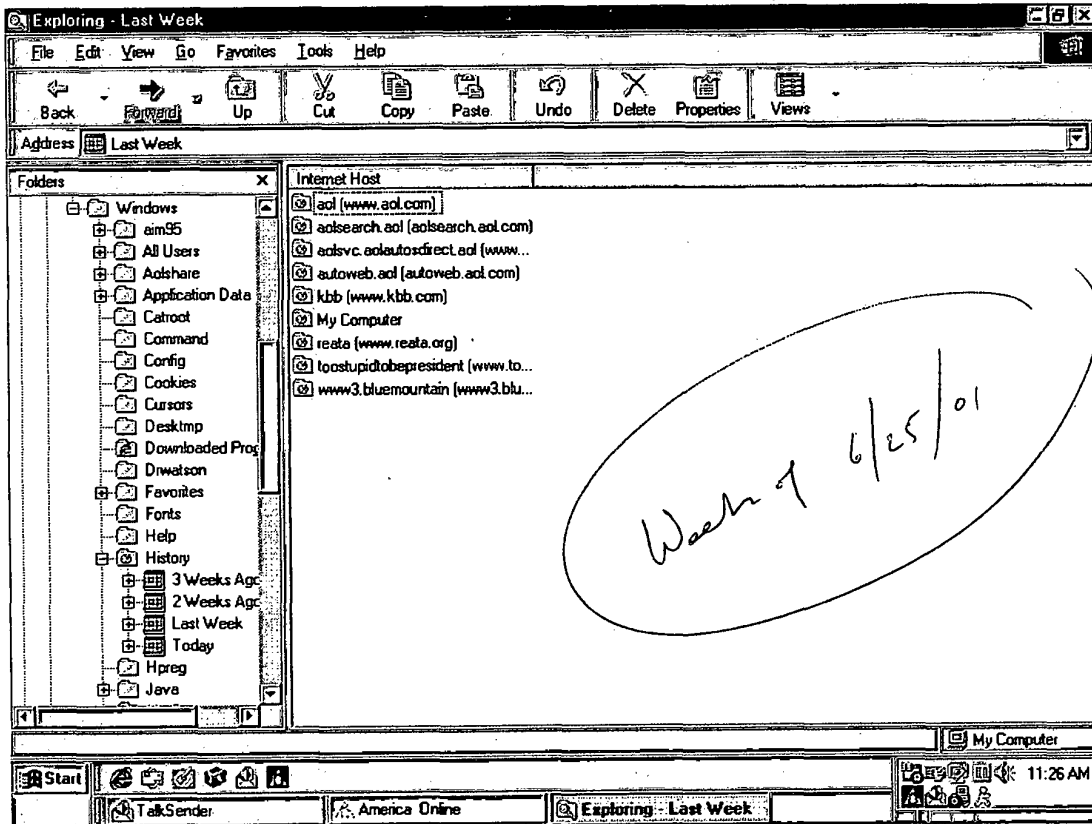 Exploring - Last Week
File Edit View Go Favorites Tools Help
Back Forward Up Cut Copy Paste Undo Delete Properties Views
Address Last Week
Folders x
Windows
aim95
All Users
Aolshare
Application Data
Catroot
Command
Config
Cookies
Cursors
Desktmp
Downloaded Prog
Drwatson
Favorites
Fonts
Help
History
3 Weeks Ago
2 Weeks Ago
Last Week
Today
Hpreg
Java
Internet Host
aol (www.aol.com)
aolsearch.aol (aolsearch.aol.com)
aolsvc.aolautosdirect.aol (www...
autoweb.aol (autoweb.aol.com)
kbb (www.kbb.com)
My Computer
reata (www.reata.org)
toostupidtobepresident (www.to...
www3.bluemountain (www3.blu...
Week of 6/25/01
My Computer
Start 11:26 AM
TalkSender America Online Exploring - Last Week